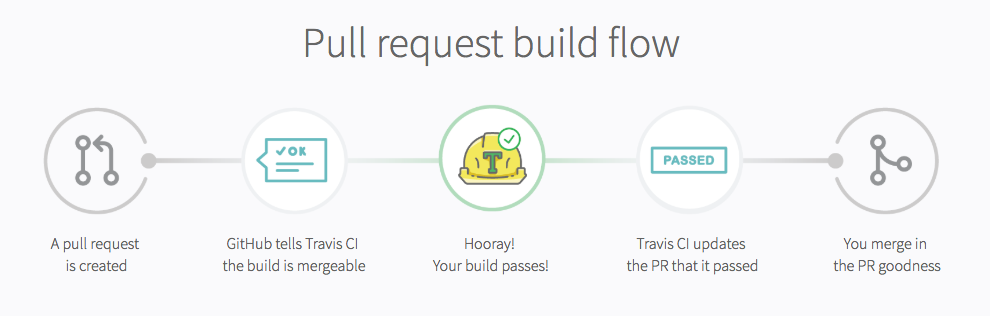 Pull request build flow
✓OK
T
PASSED
A pull request
is created
GitHub tells Travis CI
the build is mergeable
Hooray!
Your build passes!
Travis CI updates
the PR that it passed
You merge in
the PR goodness